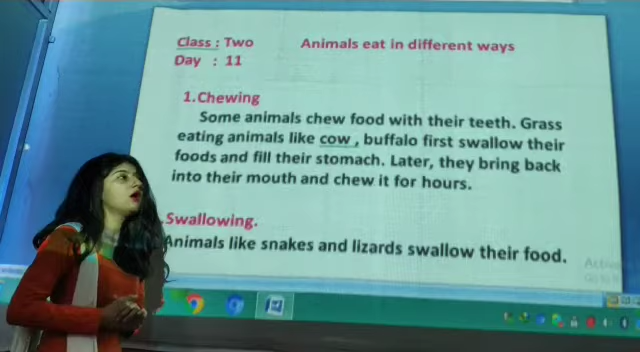 Class : Two Animals eat in different ways
Day : 11
1.Chewing
Some animals chew food with their teeth. Grass
eating animals like cow , buffalo first swallow their
foods and fill their stomach. Later, they bring back
into their mouth and chew it for hours.
Swallowing.
Animals like snakes and lizards swallow their food.